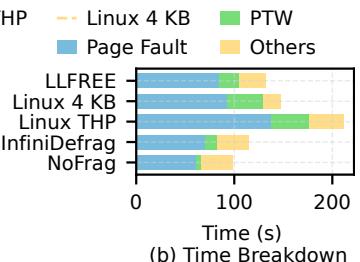 HP Linux 4 KB PTW
Page Fault Others
LLFREE
Linux 4 KB
Linux THP
InfiniDefrag
NoFrag
0 100 200
Time (s)
(b) Time Breakdown